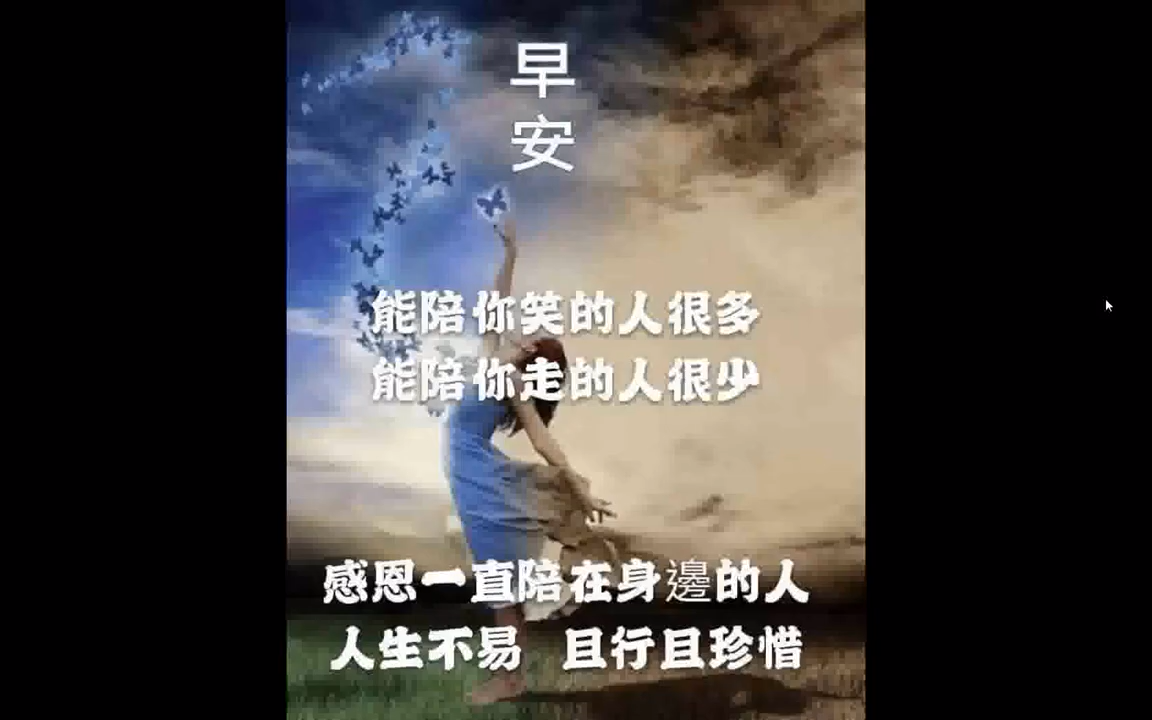 早安
能陪你笑的人很多
能陪你走的人很少
感恩一直陪在身邊的人
人生不易 且行且珍惜